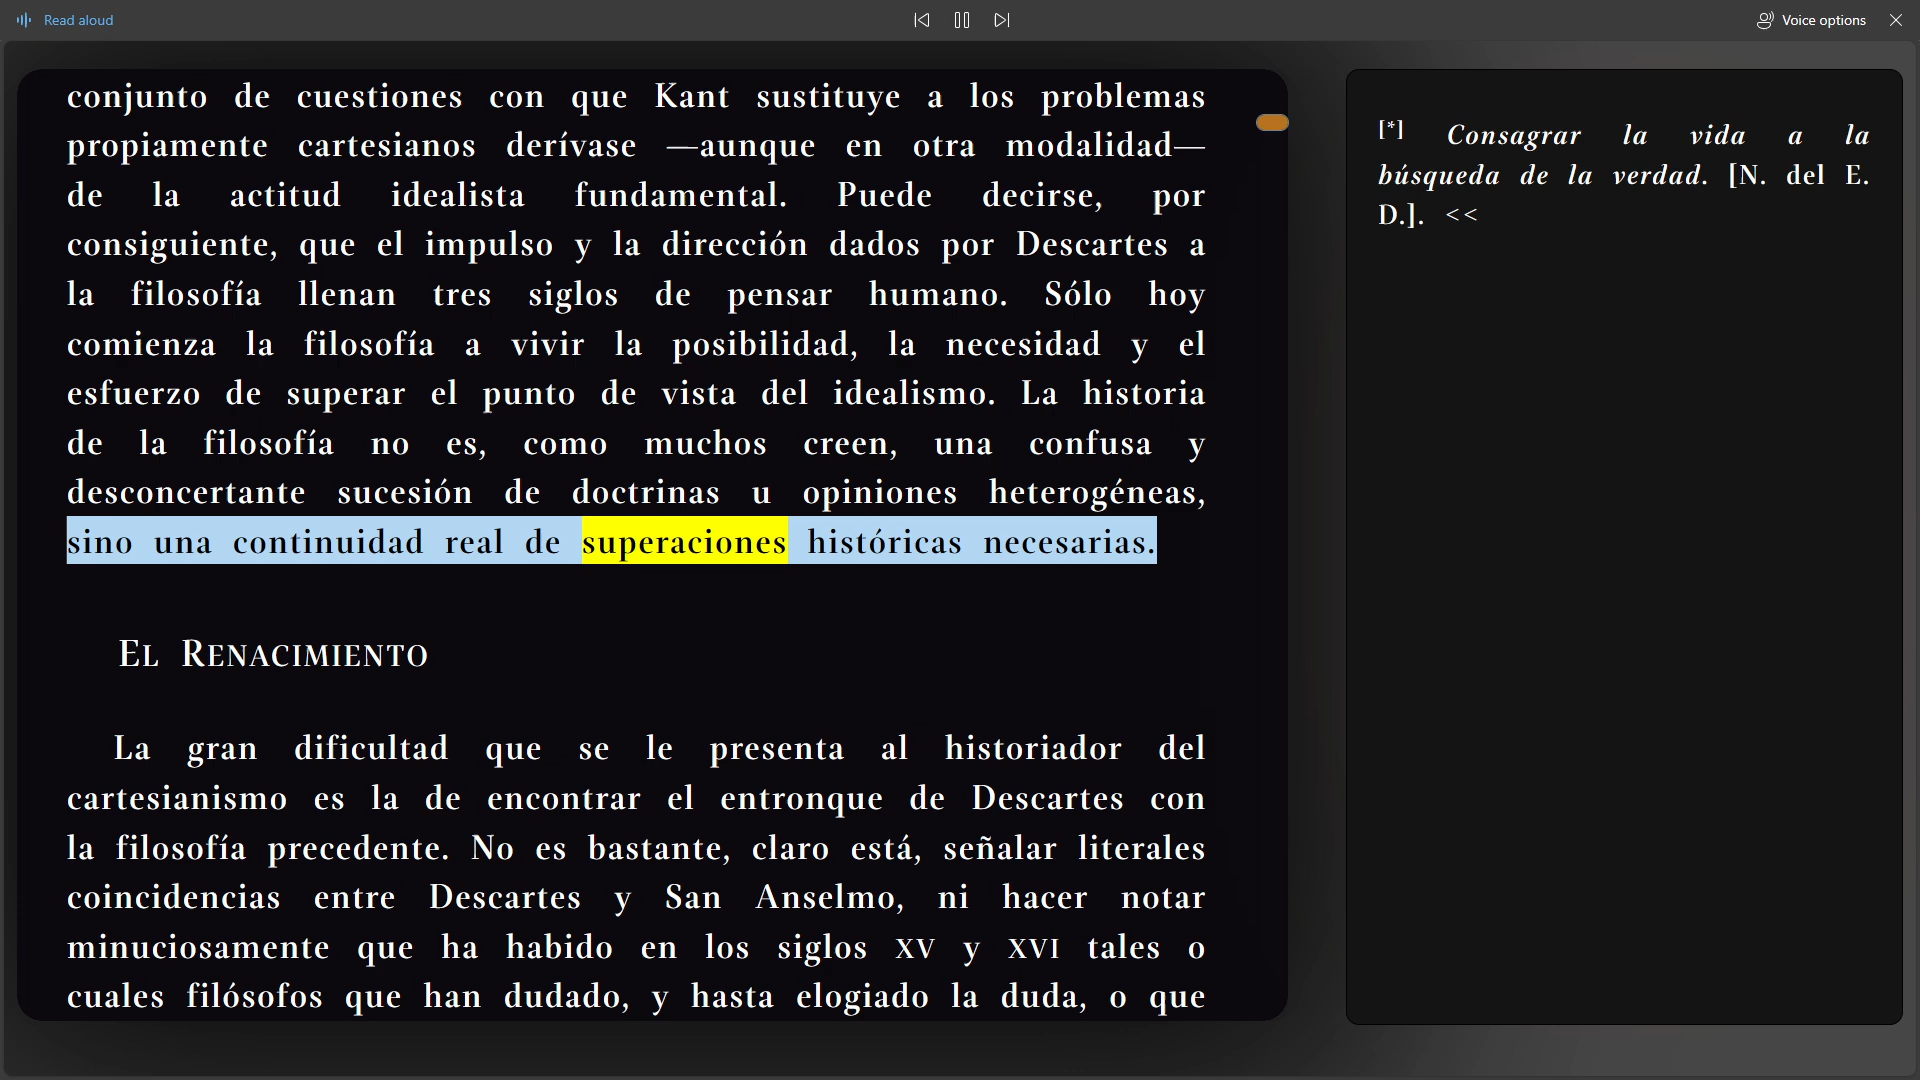 Read aloud
Voice options
conjunto de cuestiones con que Kant sustituye a los problemas
propiamente cartesianos derívase —aunque en otra modalidad—
de la actitud idealista fundamental. Puede decirse, por
consiguiente, que el impulso y la dirección dados por Descartes a
la filosofía llenan tres siglos de pensar humano. Sólo hoy
comienza la filosofía a vivir la posibilidad, la necesidad y el
esfuerzo de superar el punto de vista del idealismo. La historia
de la filosofía no es, como muchos creen, una confusa y
desconcertante sucesión de doctrinas u opiniones heterogéneas,
sino una continuidad real de superaciones históricas necesarias.
EL RENACIMIENTO
La gran dificultad que se le presenta al historiador del
cartesianismo es la de encontrar el entronque de Descartes con
la filosofía precedente. No es bastante, claro está, señalar literales
coincidencias entre Descartes y San Anselmo, ni hacer notar
minuciosamente que ha habido en los siglos XV y XVI tales o
cuales filósofos que han dudado, y hasta elogiado la duda, o que
[*] Consagrar la vida a la
búsqueda de la verdad. [N. del E.
D.]. <<